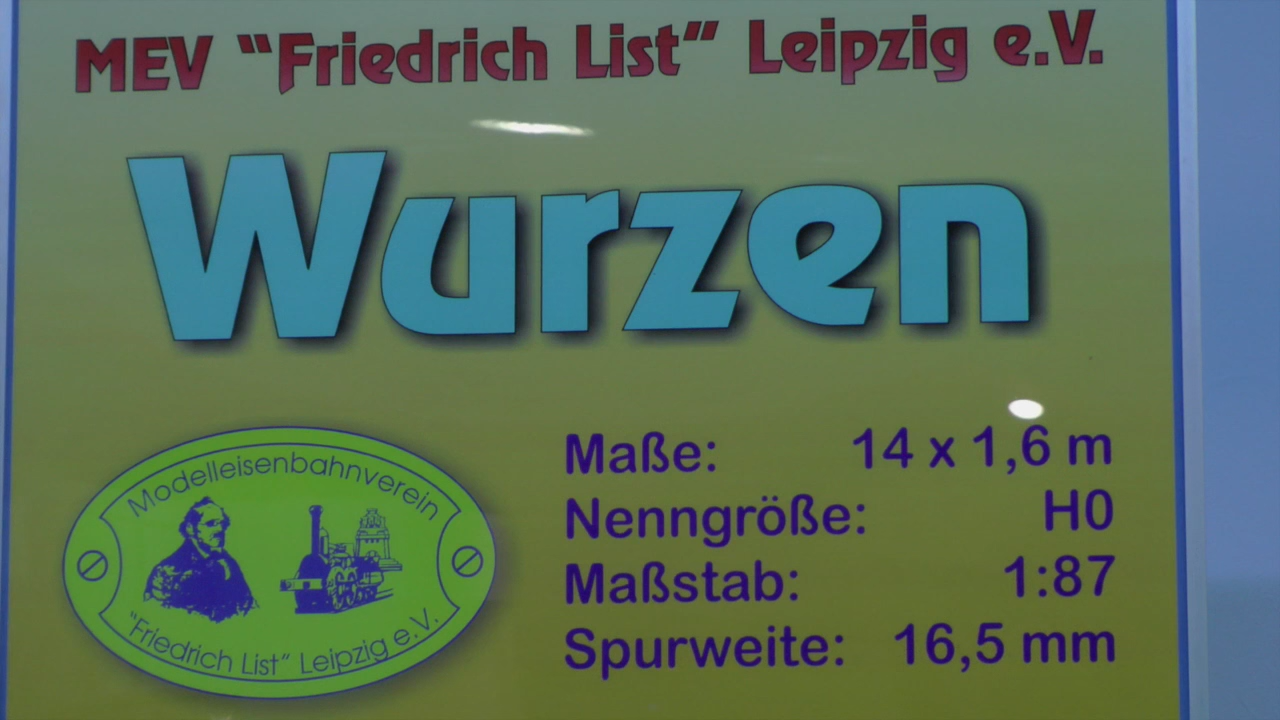 MEV "Friedrich List" Leipzig e.V.
Wurzen
Modelleisenbahnverein
"Friedrich List" Leipzig e.V.
Maße: 14 x 1,6 m
Nenngröße: H0
Maßstab: 1:87
Spurweite: 16,5 mm